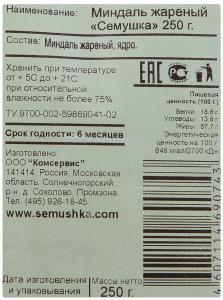 Наименование: Миндаль жареный
«Семушка» 250 г.
Состав: Миндаль жареный, ядро.
Хранить при температуре
от + 5С до + 21С
при относительной
влажности не более 75%
ТУ 9700-002-59869041-02
Срок годности: 6 месяцев
EAC
Пищевая
ценность (100 г.)
Белки - 18.6 г
Углеводы - 13.6 г
Жиры - 57.7 г
Энергетическая
ценность на 100 г.
648 ккал/2700 Дж
Изготовлено:
ООО "Комсервис"
141414, Россия, Московская
область, Солнечногорский
р-н, д. Соколово, Промзона.
Тел: (495) 926-18-45
www.semushka.com
Дата изготовления
и упаковывания
Масса нетто
250 г.